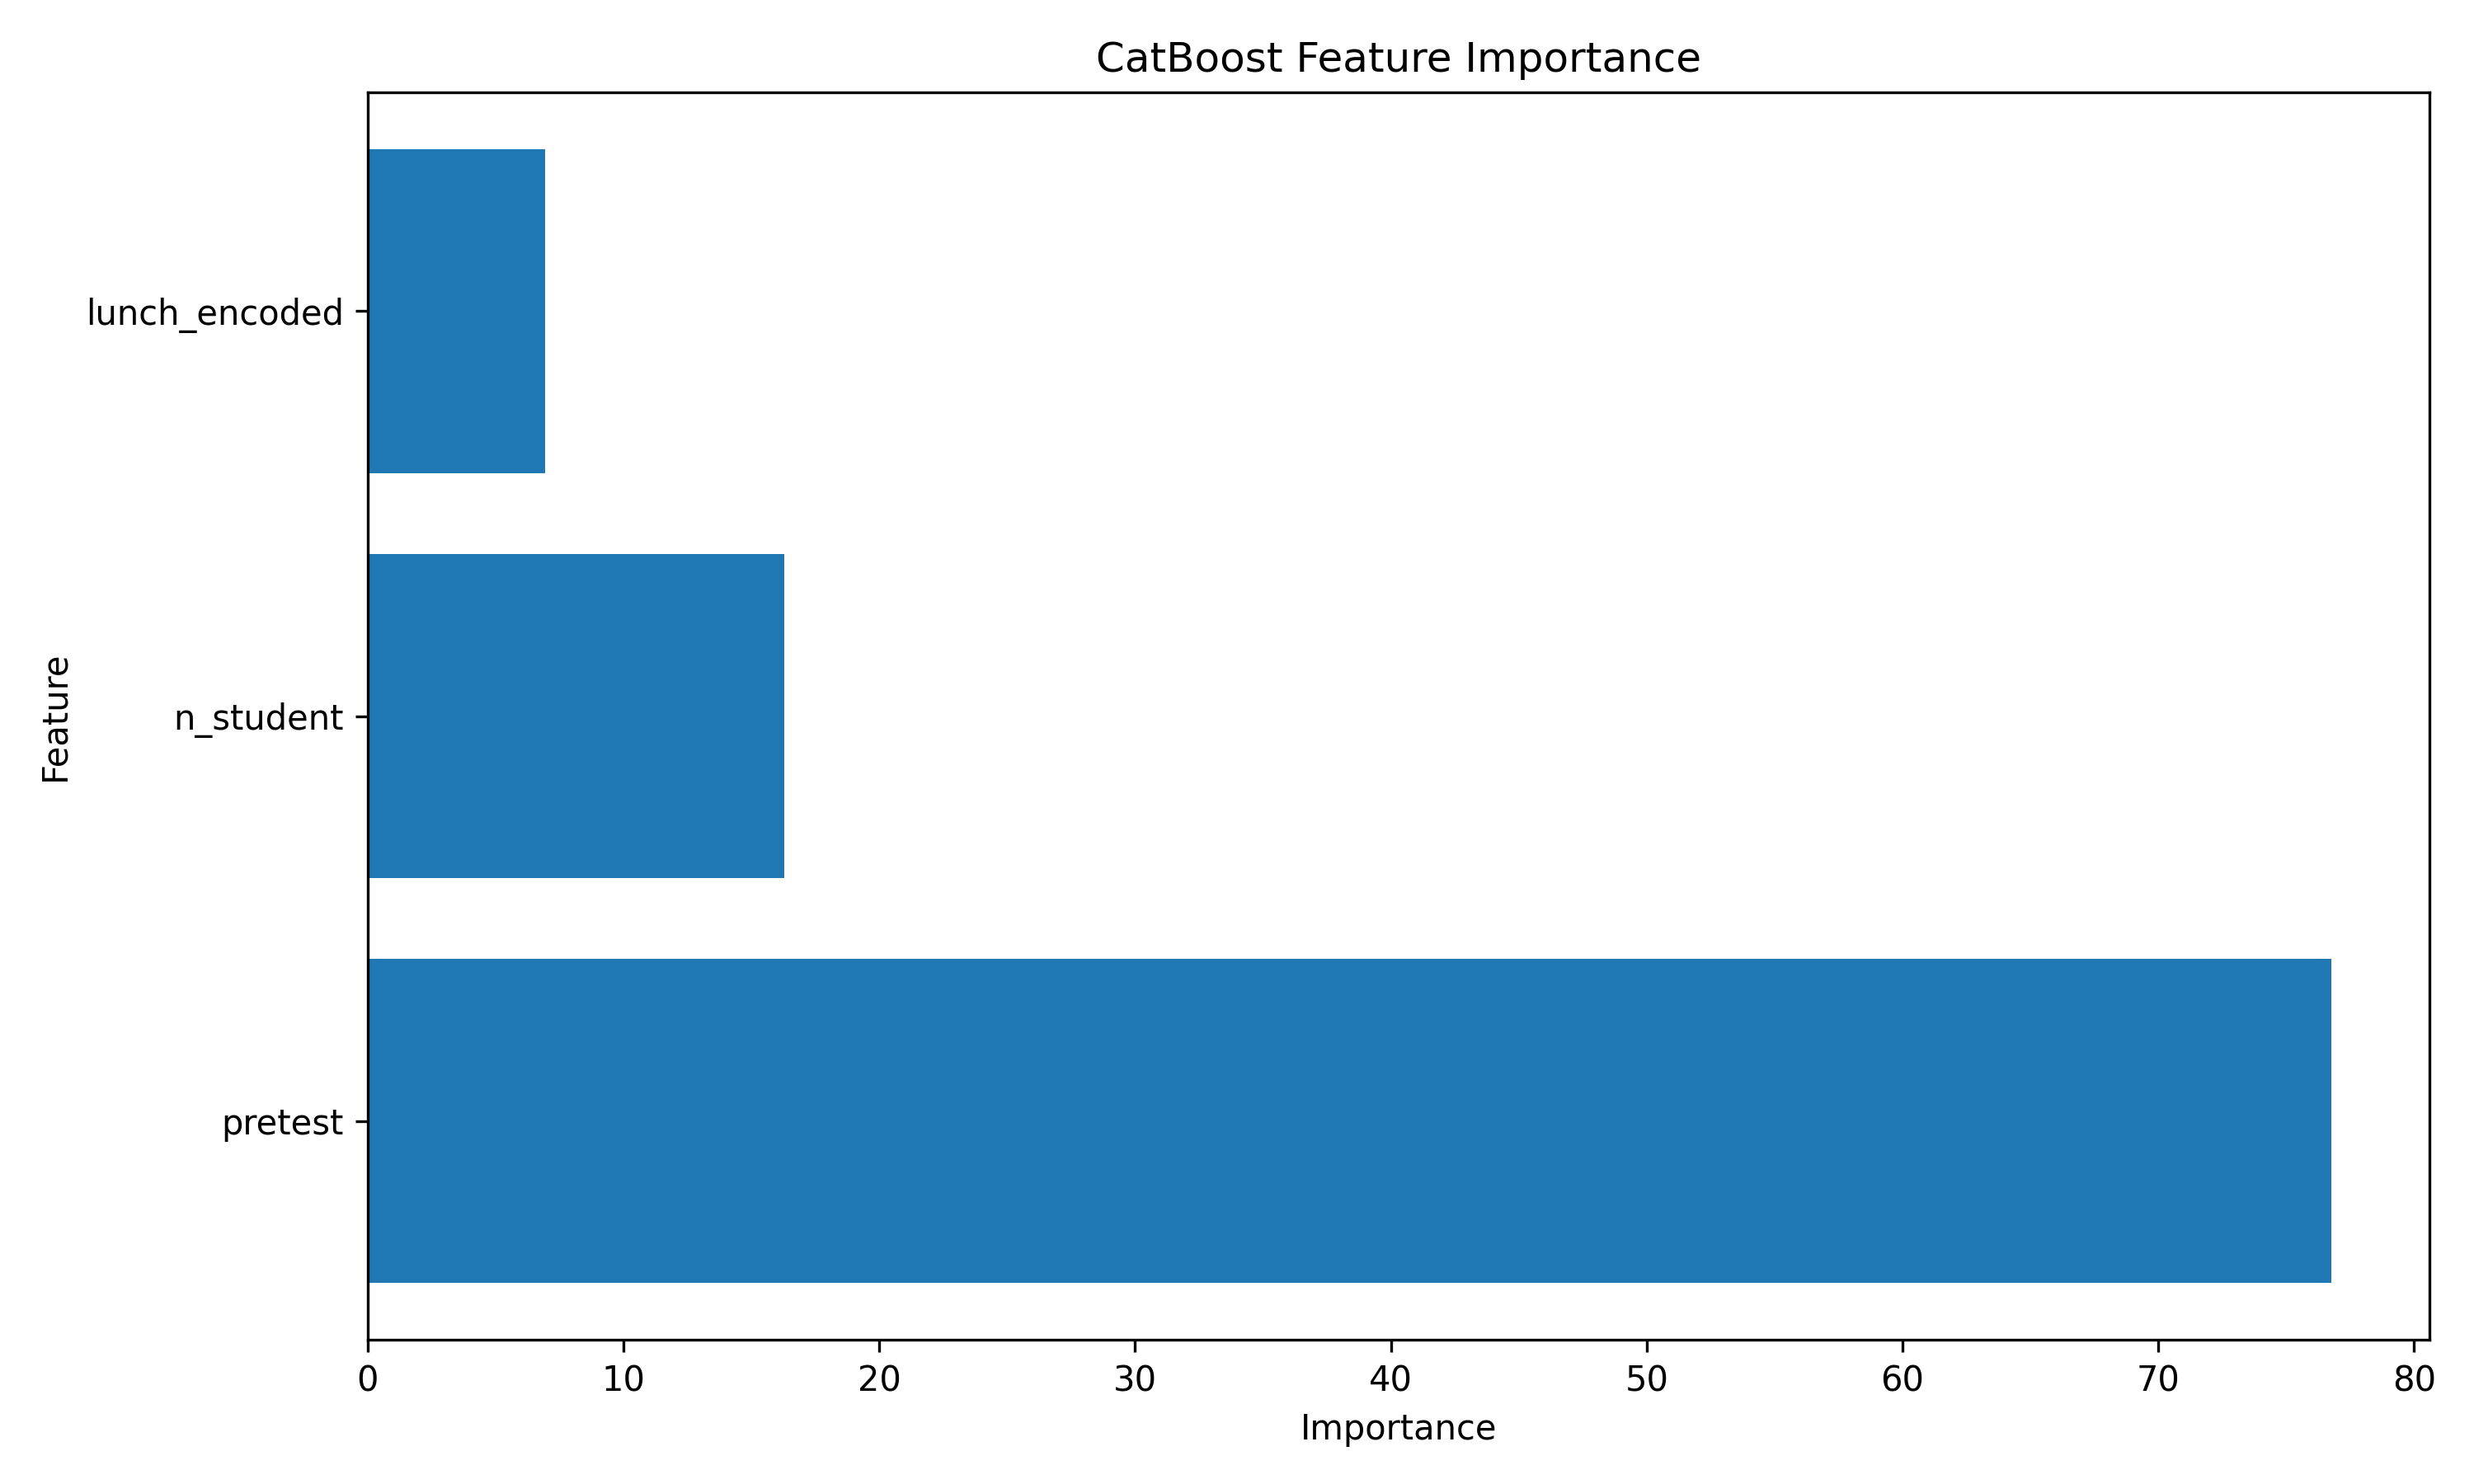 CatBoost Feature Importance
lunch_encoded
n_student
pretest
Feature
0 10 20 30 40 50 60 70 80
Importance